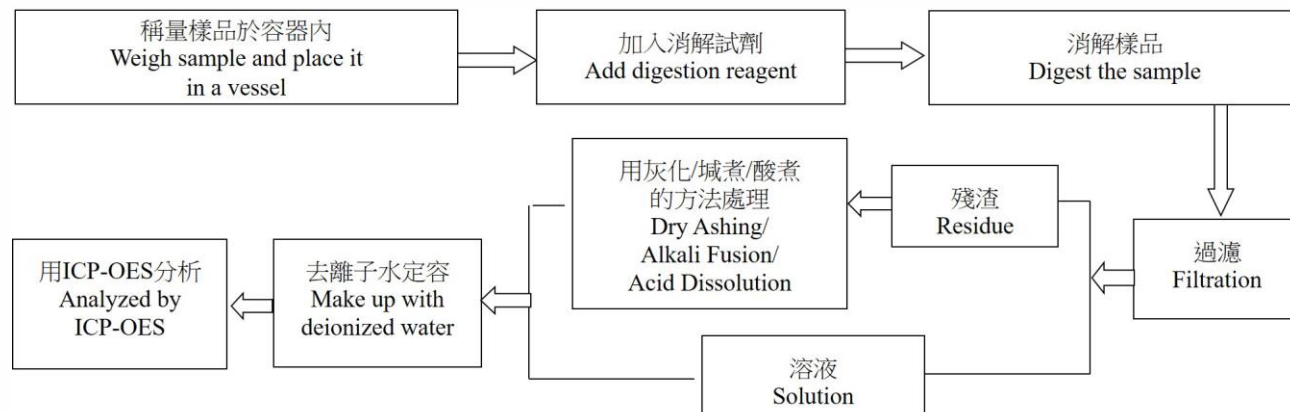 稱量樣品於容器內
Weigh sample and place it
in a vessel
加入消解試劑
Add digestion reagent
消解樣品
Digest the sample
過濾
Filtration
殘渣
Residue
用灰化/堿煮/酸煮
的方法處理
Dry Ashing/
Alkali Fusion/
Acid Dissolution
溶液
Solution
去離子水定容
Make up with
deionized water
用ICP-OES分析
Analyzed by
ICP-OES